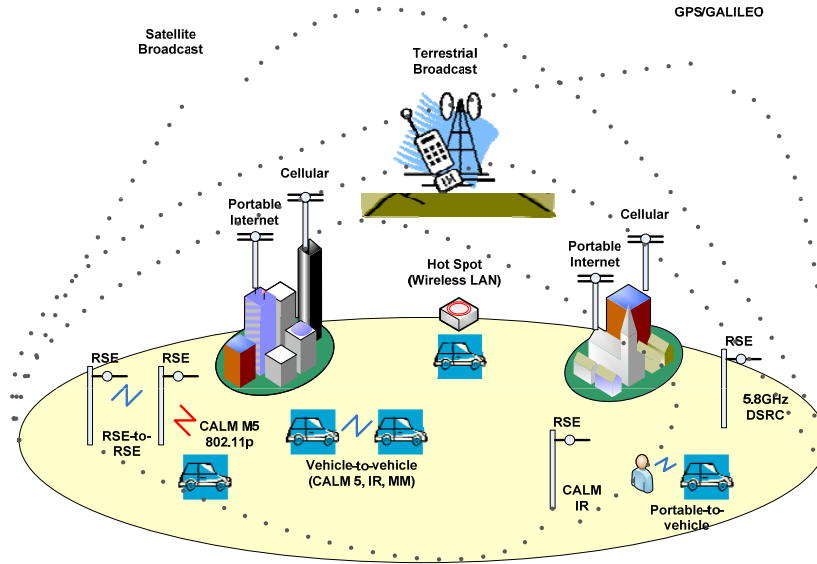 GPS/GALILEO
Satellite
Broadcast
Terrestrial
Broadcast
Cellular
Portable
Internet
Cellular
Portable
Internet
Hot Spot
(Wireless LAN)
RSE
RSE
RSE
5.8GHz
DSRC
CALM M5
802.11p
RSE-to-
RSE
RSE
Vehicle-to-vehicle
(CALM 5, IR, MM)
CALM
IR
Portable-to-
vehicle